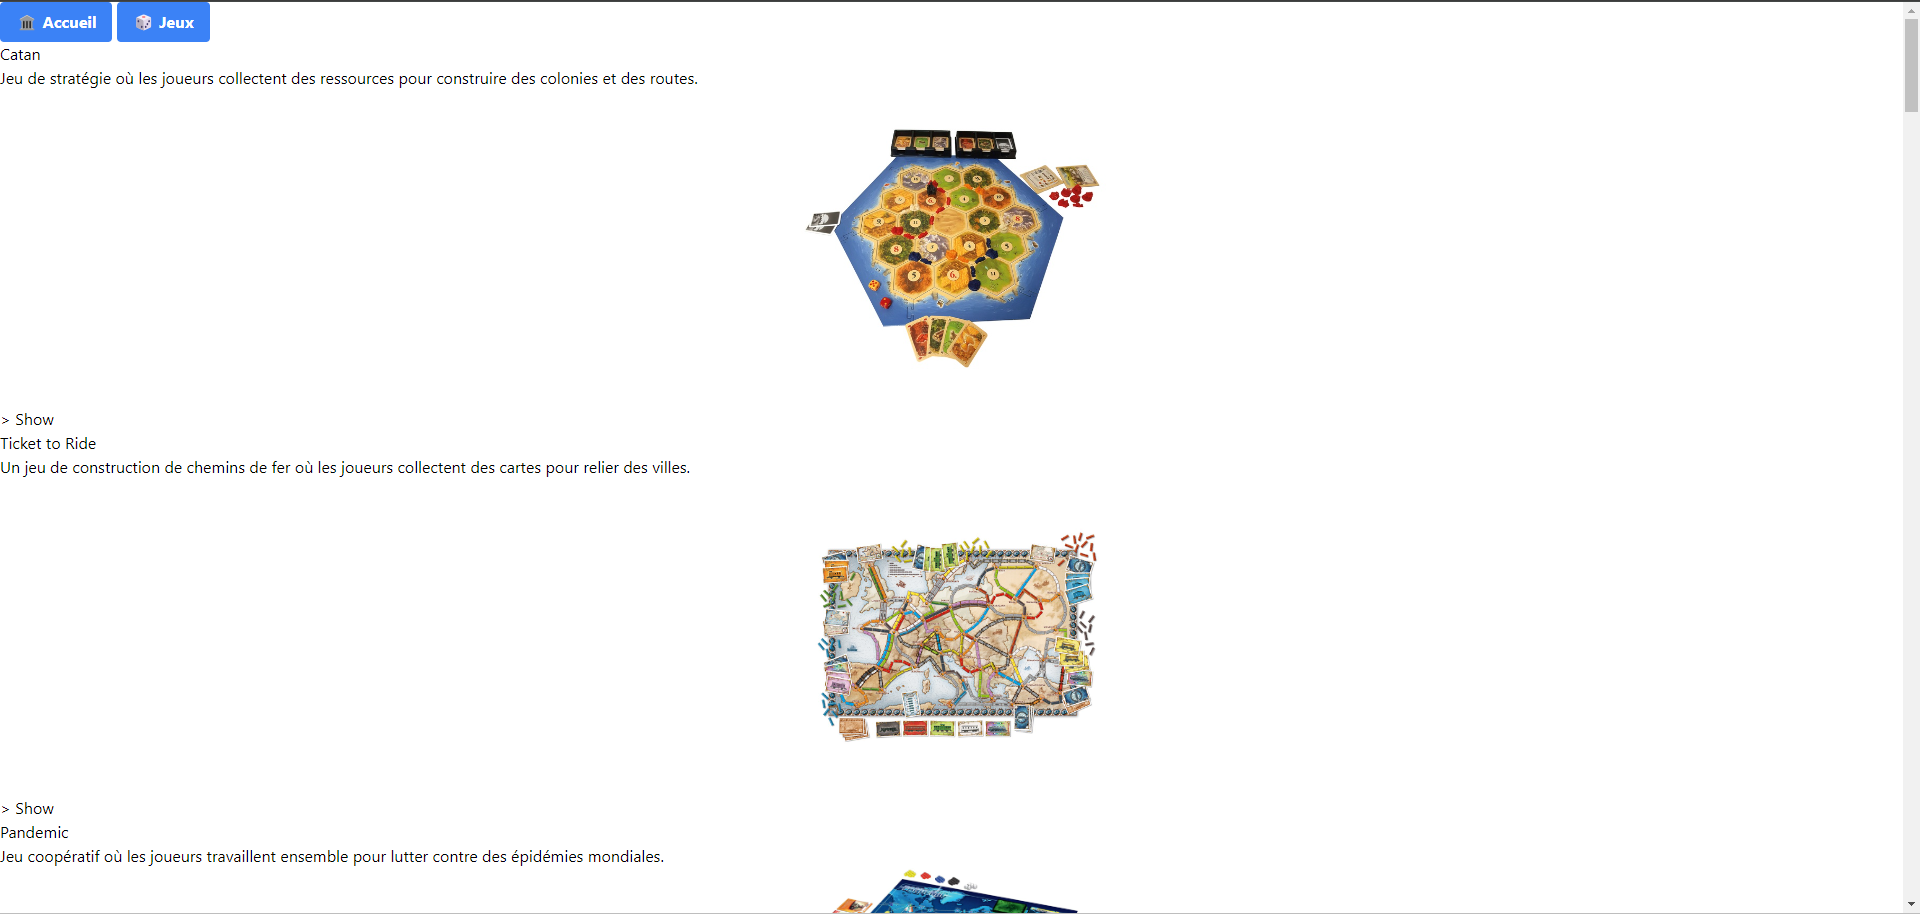 Accueil
Jeux
Catan
Jeu de stratégie où les joueurs collectent des ressources pour construire des colonies et des routes.
> Show
Ticket to Ride
Un jeu de construction de chemins de fer où les joueurs collectent des cartes pour relier des villes.
> Show
Pandemic
Jeu coopératif où les joueurs travaillent ensemble pour lutter contre des épidémies mondiales.